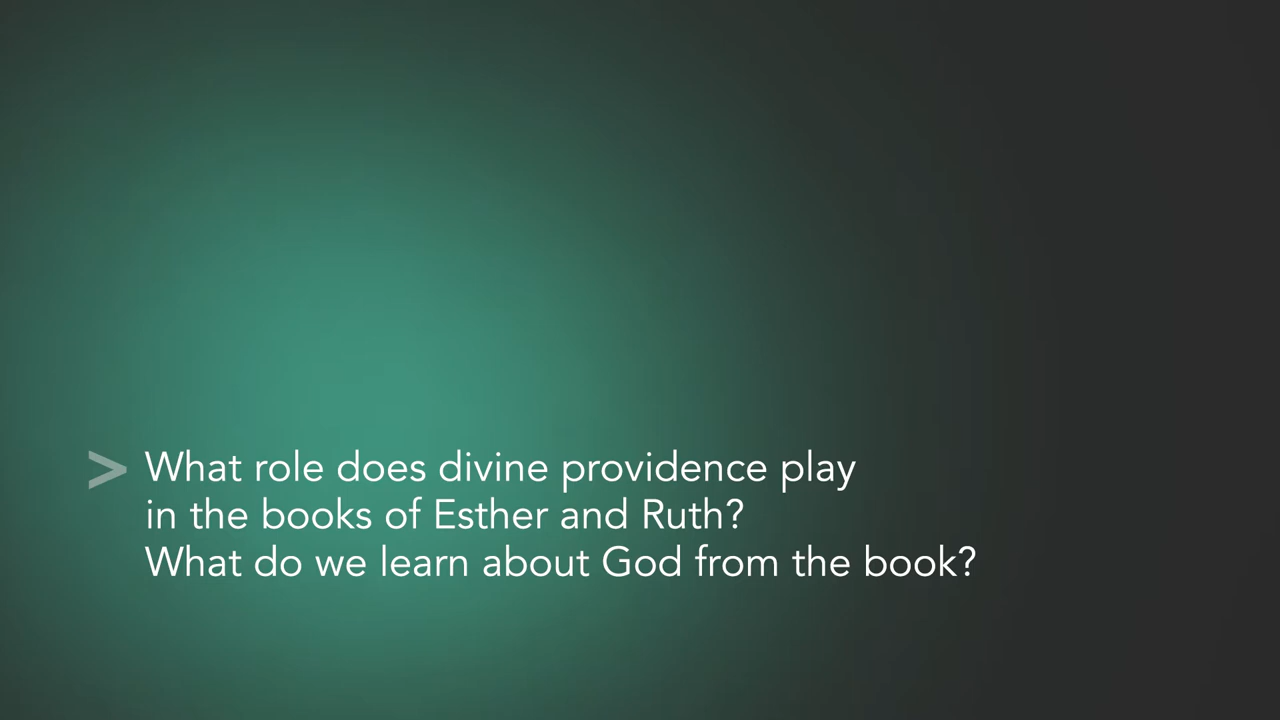 > What role does divine providence play
in the books of Esther and Ruth?
What do we learn about God from the book?